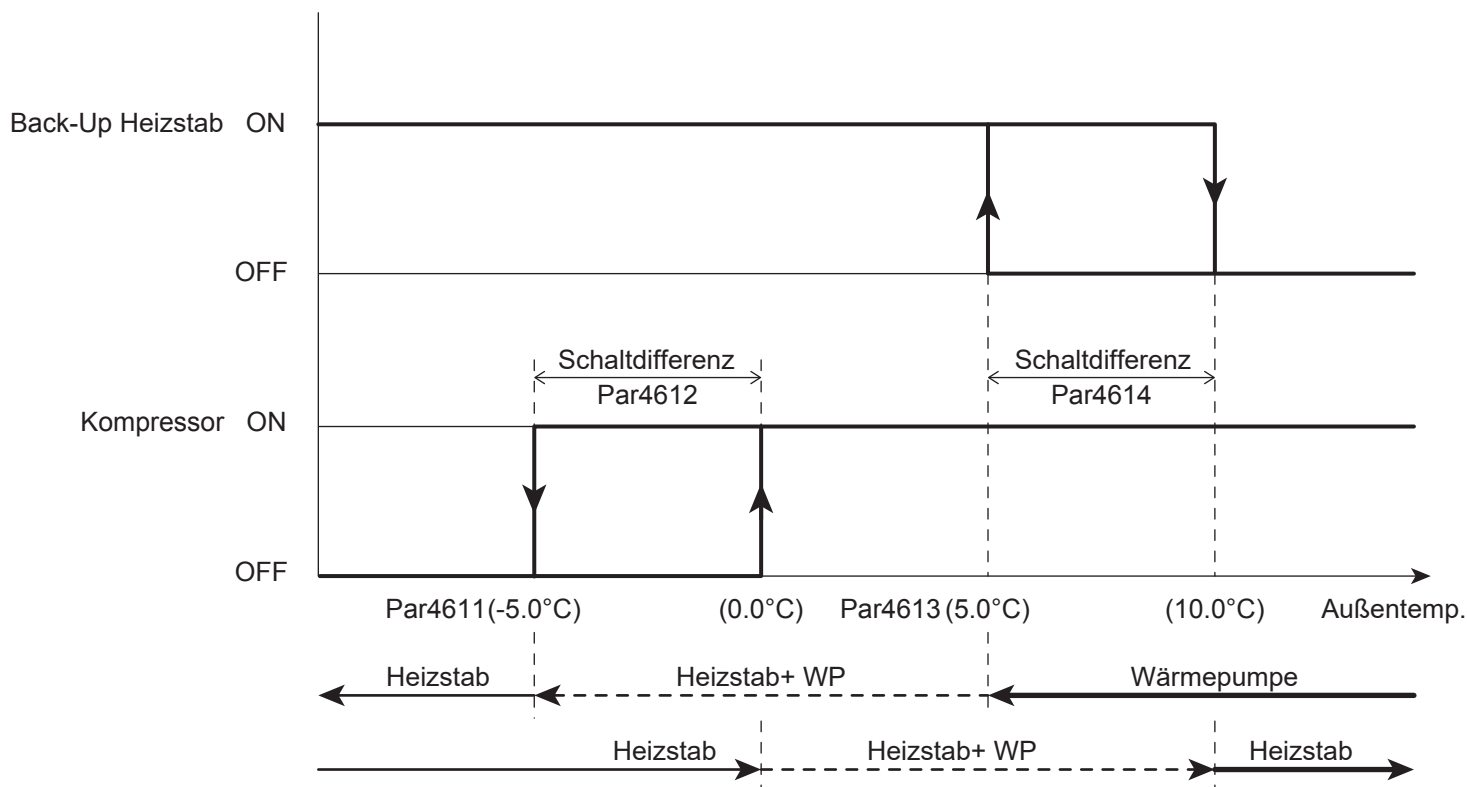 Back-Up Heizstab ON
OFF
Schaltdifferenz
Par4612
Schaltdifferenz
Par4614
Kompressor ON
OFF
Par4611(-5.0°C) (0.0°C) Par4613 (5.0°C) (10.0°C) Außentemp.
Heizstab Heizstab+ WP Wärmepumpe
Heizstab Heizstab+ WP Heizstab